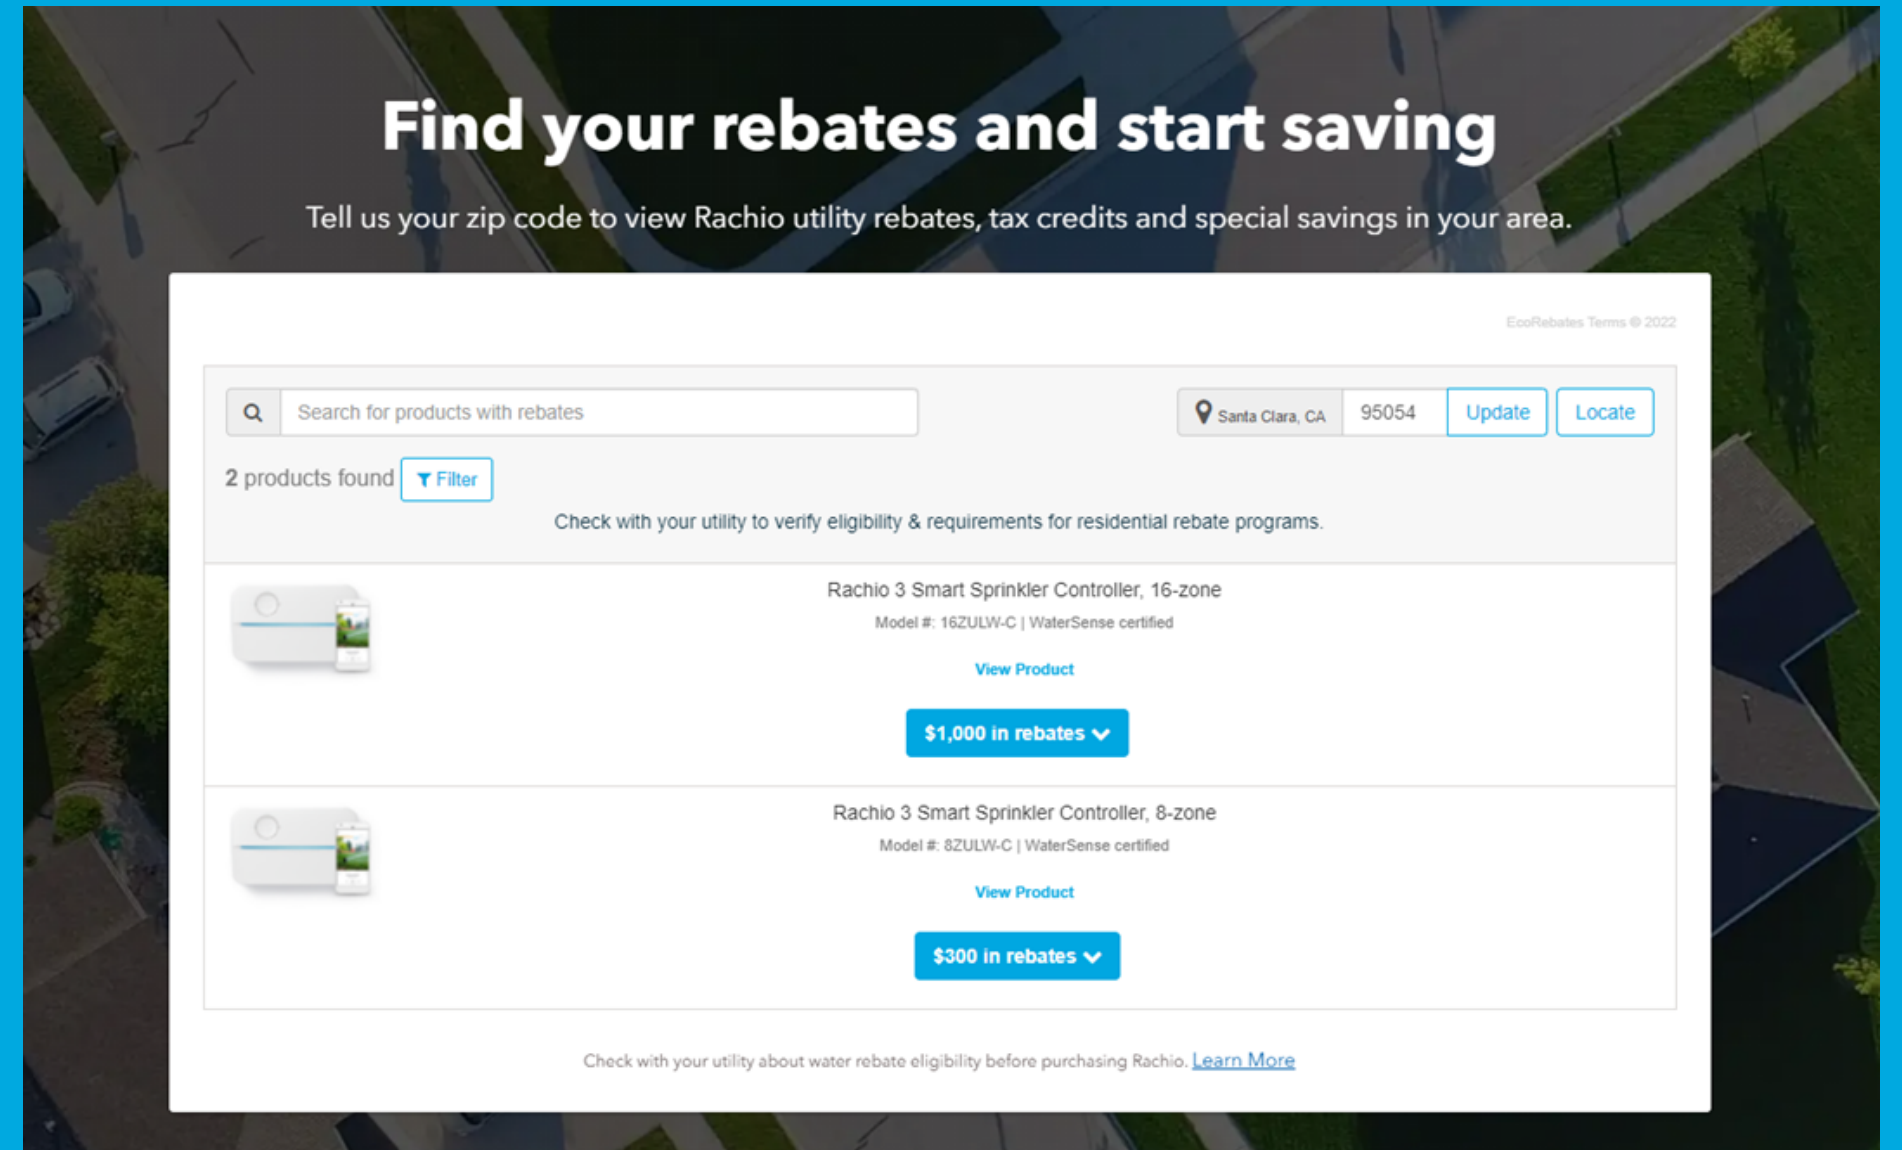 Find your rebates and start saving
Tell us your zip code to view Rachio utility rebates, tax credits and special savings in your area.
EcoRebates Terms © 2022
Search for products with rebates
Santa Clara, CA 95054 Update Locate
2 products found Filter
Check with your utility to verify eligibility & requirements for residential rebate programs.
Rachio 3 Smart Sprinkler Controller, 16-zone
Model #: 16ZULW-C | WaterSense certified
View Product
$1,000 in rebates
Rachio 3 Smart Sprinkler Controller, 8-zone
Model #: 8ZULW-C | WaterSense certified
View Product
$300 in rebates
Check with your utility about water rebate eligibility before purchasing Rachio. Learn More